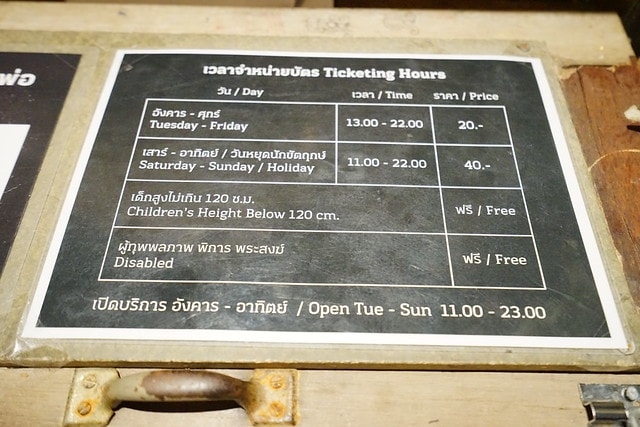 พ่อ
เวลาจำหน่ายบัตร Ticketing Hours
วัน / Day เวลา / Time ราคา / Price
อังคาร - ศุกร์
Tuesday - Friday
13.00 - 22.00 20.-
เสาร์ - อาทิตย์ / วันหยุดนักขัตฤกษ์
Saturday - Sunday / Holiday
11.00 - 22.00 40.-
เด็กสูงไม่เกิน 120 ซ.ม.
Children's Height Below 120 cm.
ฟรี / Free
ผู้ทุพพลภาพ พิการ พระสงฆ์
Disabled
ฟรี / Free
เปิดบริการ อังคาร - อาทิตย์ / Open Tue - Sun 11.00 - 23.00